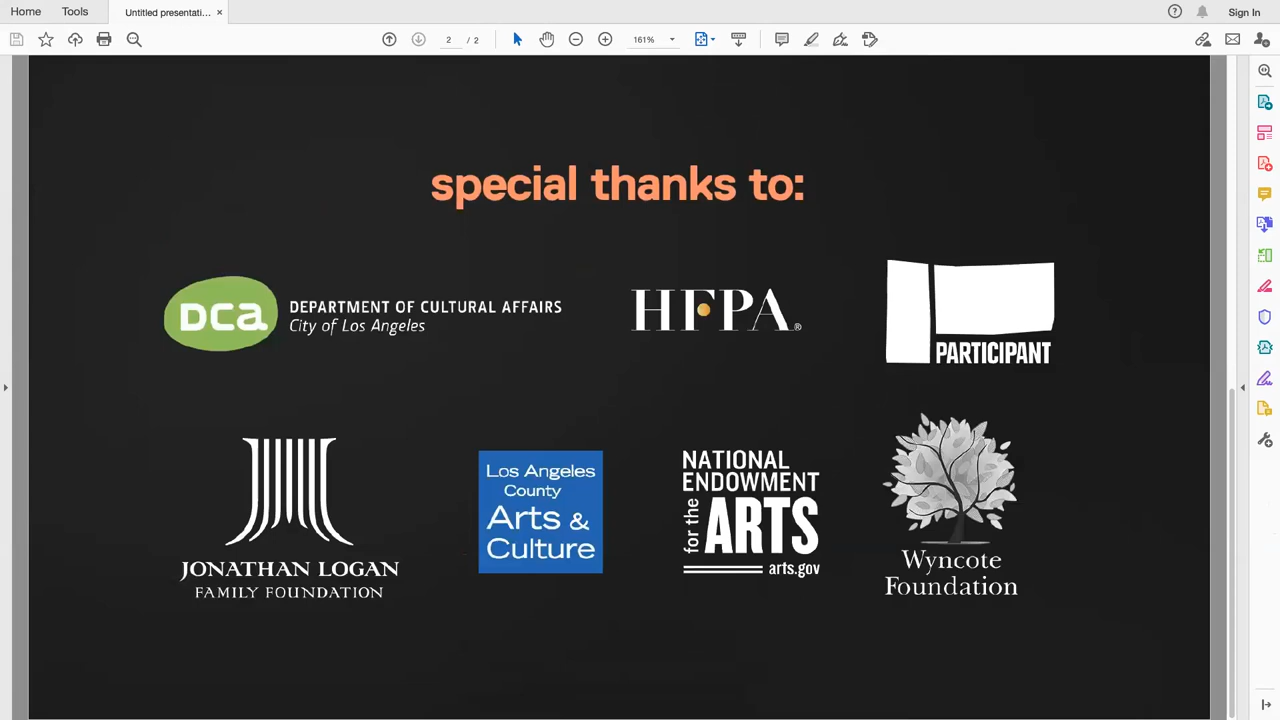 Home
Tools
Untitled presentati...
×
Sign In
2
/ 2
161%
special thanks to:
DCA
DEPARTMENT OF CULTURAL AFFAIRS
City of Los Angeles
HFPA®
PARTICIPANT
JONATHAN LOGAN
FAMILY FOUNDATION
Los Angeles
County
Arts &
Culture
NATIONAL
ENDOWMENT
for the
ARTS
arts.gov
Wyncote
Foundation